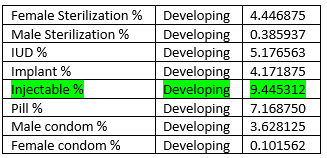 Female Sterilization % Developing 4.446875
Male Sterilization % Developing 0.385937
IUD % Developing 5.176563
Implant % Developing 4.171875
Injectable % Developing 9.445312
Pill % Developing 7.168750
Male condom % Developing 3.628125
Female condom % Developing 0.101562